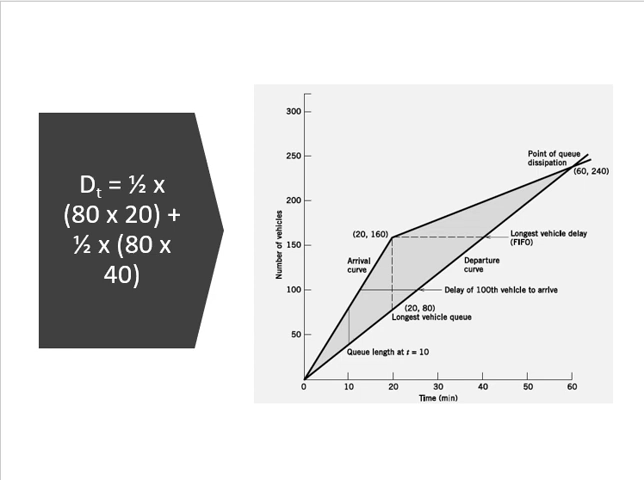 Dt = ½ x
(80 x 20) +
½ x (80 x
40)
300
250
200
150
100
50
Number of vehicles
Point of queue
dissipation
(60, 240)
(20, 160)
Longest vehicle delay
(FIFO)
Arrival
curve
Departure
curve
Delay of 100th vehicle to arrive
(20, 80)
Longest vehicle queue
Queue length at t = 10
0 10 20 30 40 50 60
Time (min)